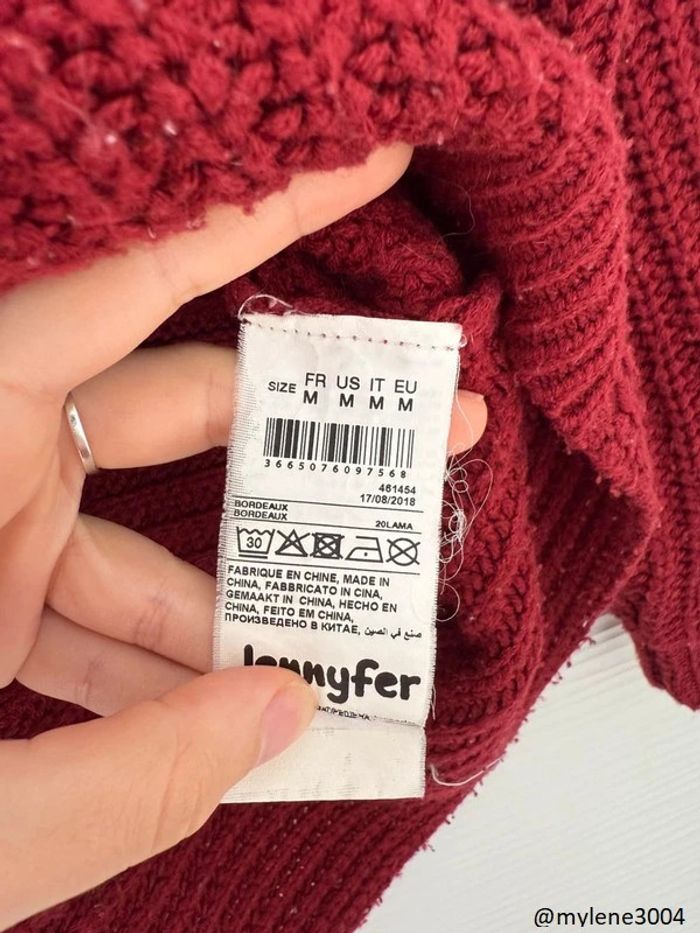 SIZE FR US IT EU
M M M M
3665076097568
461454
17/08/2018
BORDEAUX
BORDEAUX
20LAMA
30
FABRIQUE EN CHINE, MADE IN
CHINA, FABBRICATO IN CINA,
GEMAAKT IN CHINA, HECHO EN
CHINA, FEITO EM CHINA,
ПРОИЗВЕДЕНО В КИТАЕ, صنع في الصين
Jennyfer
@mylene3004